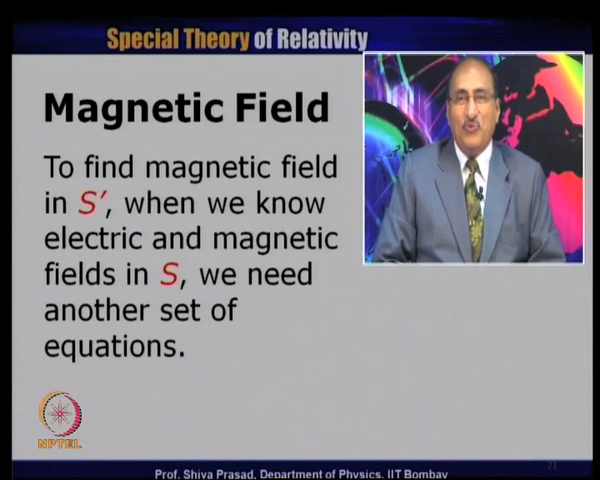 Special Theory of Relativity
Magnetic Field
To find magnetic field
in S′, when we know
electric and magnetic
fields in S, we need
another set of
equations.
NPTEL
21
Prof. Shiva Prasad, Department of Physics, IIT Bombay